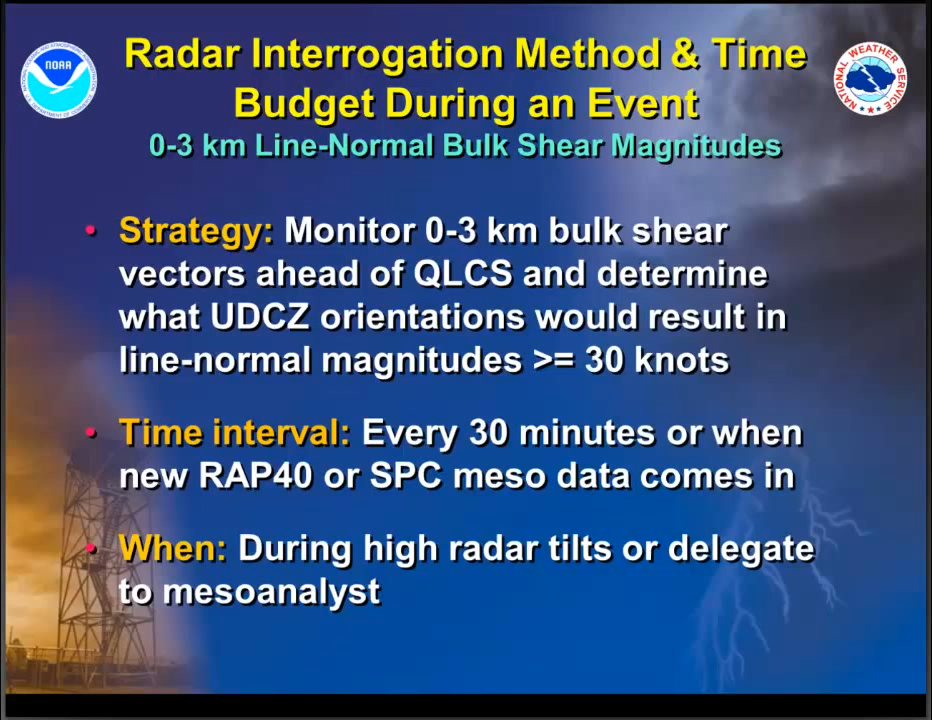 Radar Interrogation Method & Time
Budget During an Event
0-3 km Line-Normal Bulk Shear Magnitudes
NOAA
NATIONAL WEATHER SERVICE
• Strategy: Monitor 0-3 km bulk shear
vectors ahead of QLCS and determine
what UDCZ orientations would result in
line-normal magnitudes >= 30 knots
• Time interval: Every 30 minutes or when
new RAP40 or SPC meso data comes in
• When: During high radar tilts or delegate
to mesoanalyst